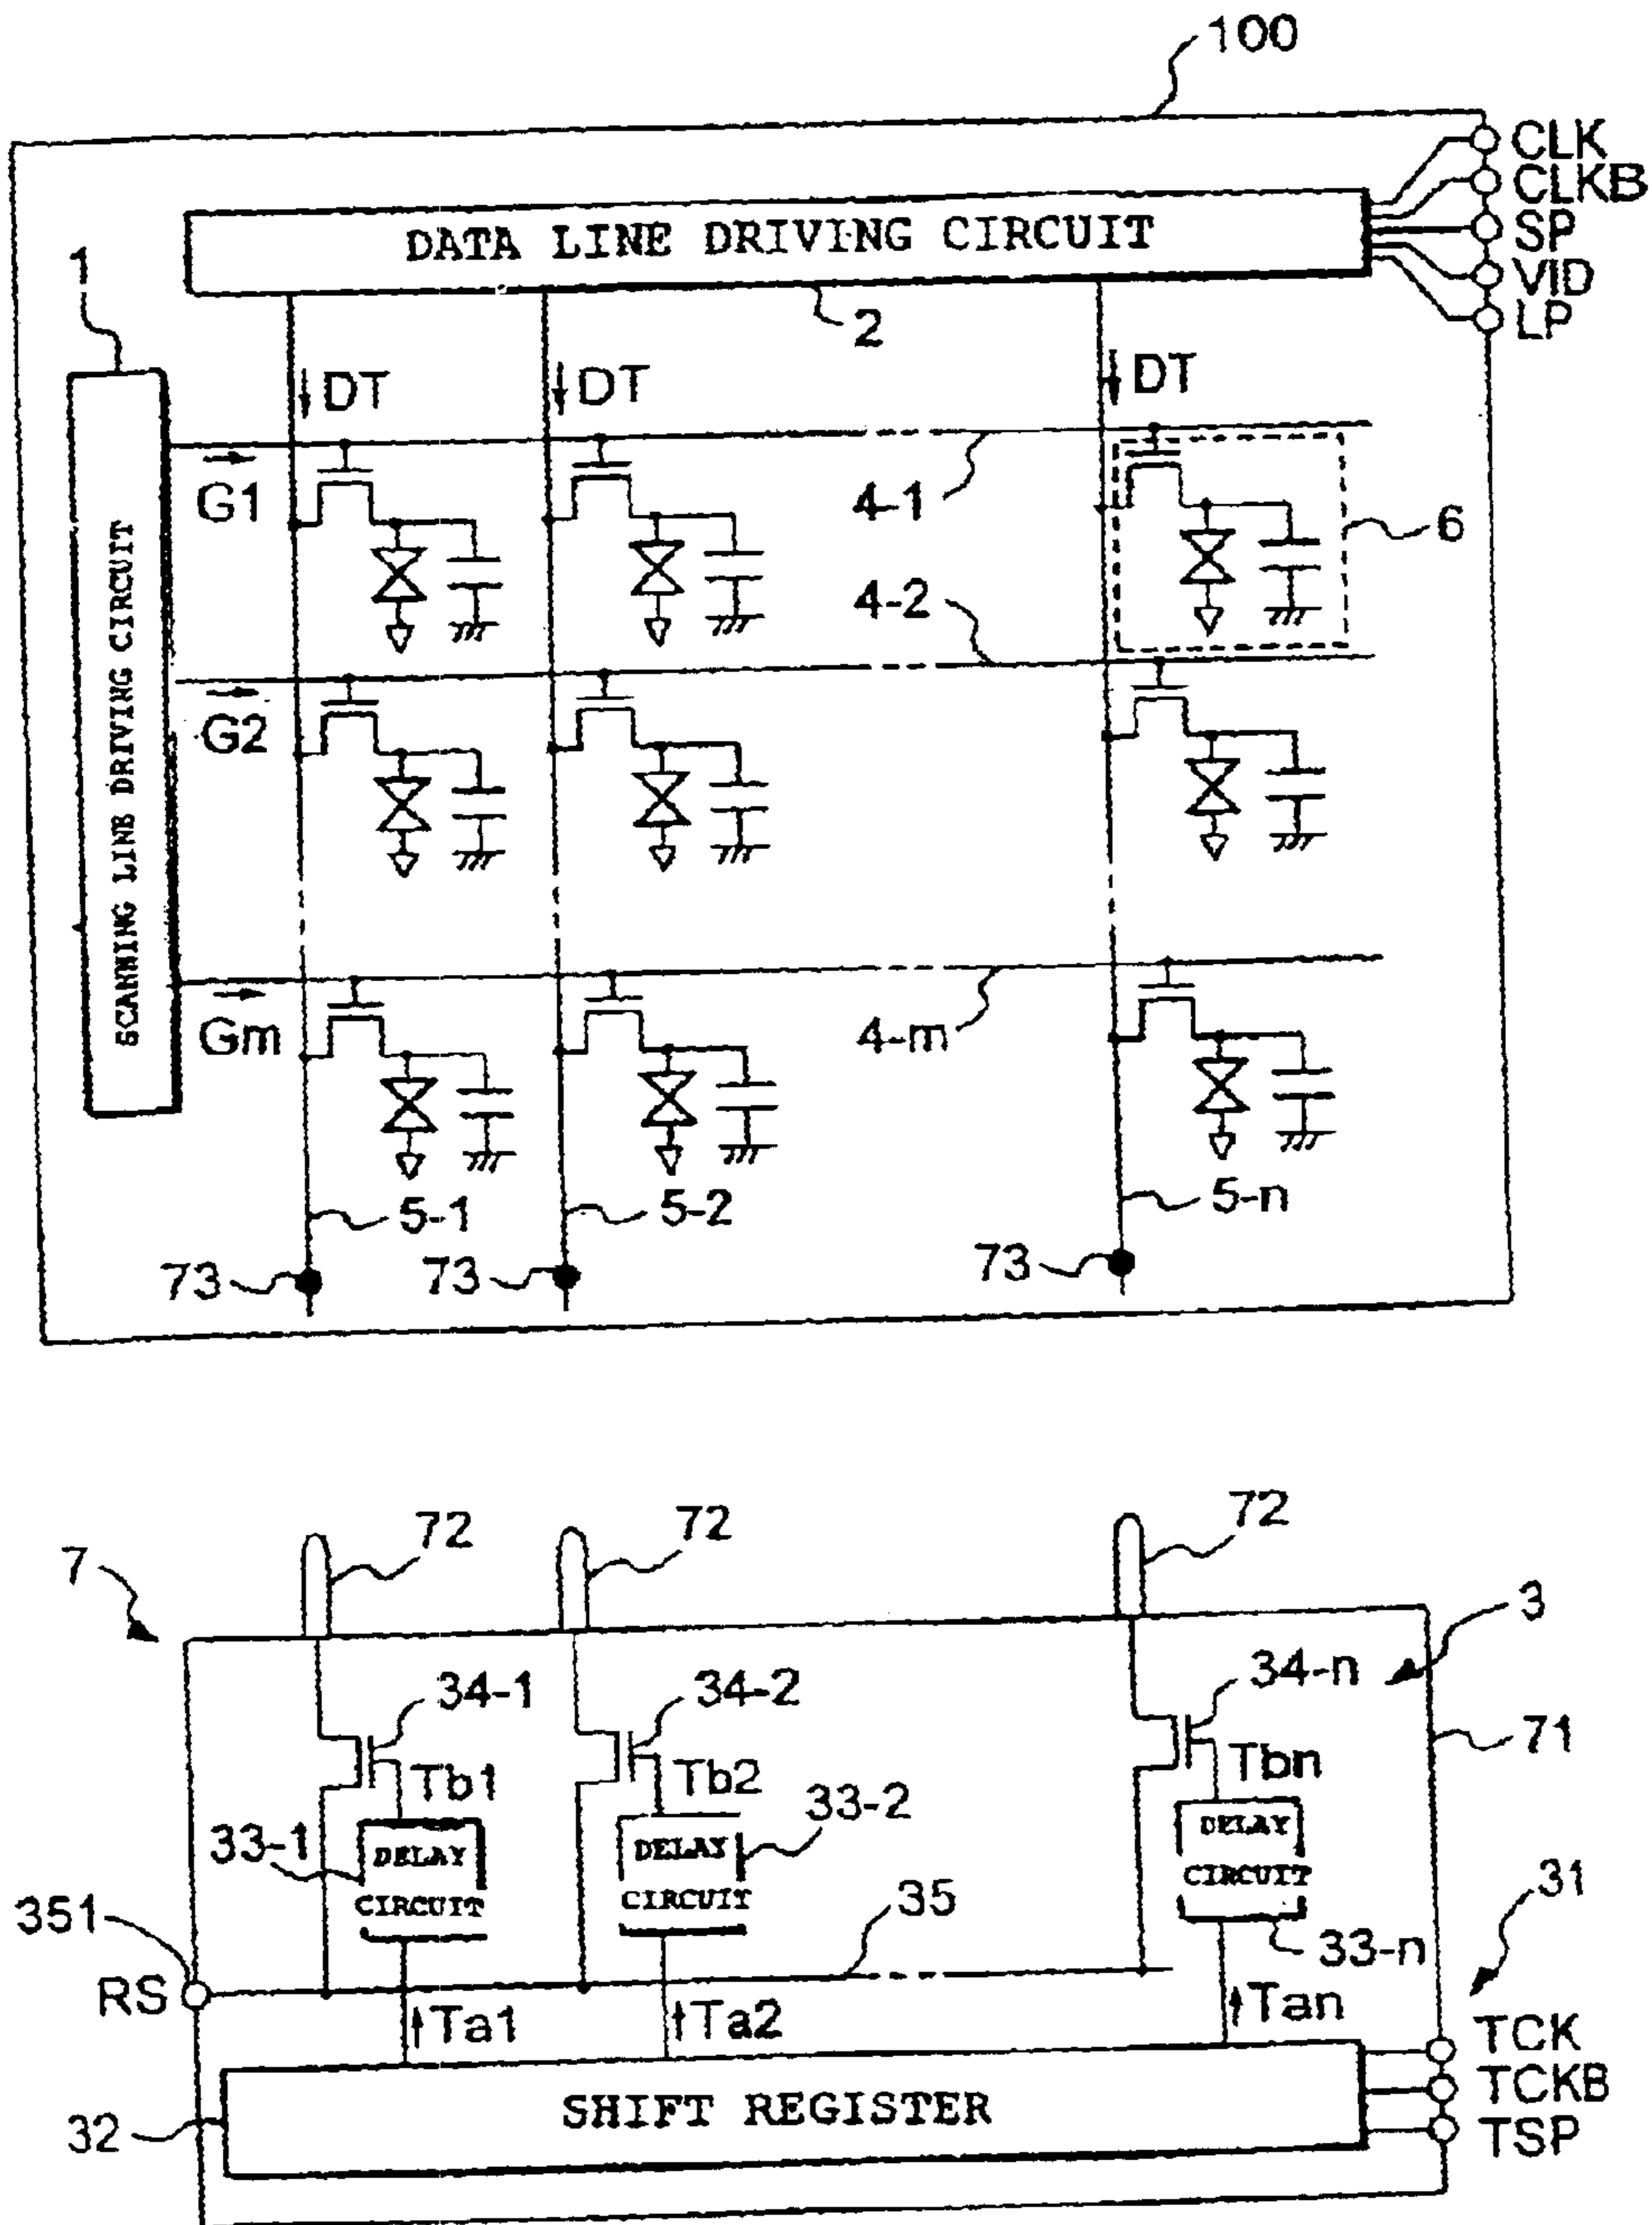 100
CLK
CLKB
SP
VID
LP
DATA LINE DRIVING CIRCUIT
1
2
DT
DT
DT
SCANNING LINE DRIVING CIRCUIT
G1
4-1
6
4-2
G2
Gm
4-m
5-1
5-2
5-n
73
73
73
72
72
72
7
3
34-1
34-2
34-n
71
Tb1
Tb2
Tbn
33-1
DELAY
CIRCUIT
DELAY
CIRCUIT
33-2
DELAY
CIRCUIT
33-n
35
31
351
RS
Ta1
Ta2
Tan
TCK
TCKB
TSP
SHIFT REGISTER
32